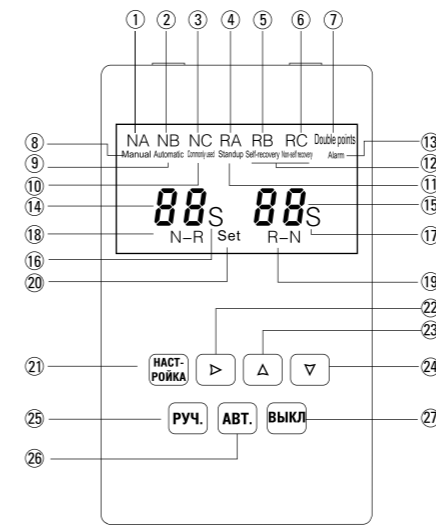 ① ② ③ ④ ⑤ ⑥ ⑦
NA NB NC RA RB RC Double points
⑧ Manual Automatic Commonly used Standup Self-recovery Non-self recovery Alarm ⑬
⑨ ⑫
⑩ ⑪
⑭ 88S 88S ⑮
⑱ N–R Set R–N ⑰
⑯
⑳ ⑲
㉒
㉓
㉑ НАСТ-
РОЙКА ▷ △ ▽ ㉔
㉕ РУЧ. АВТ. ВЫКЛ ㉗
㉖